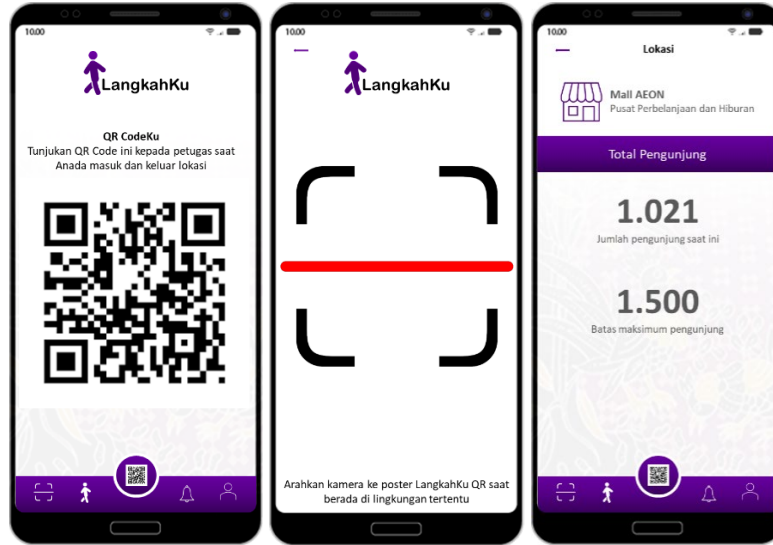 10.00
LangkahKu
QR CodeKu
Tunjukan QR Code ini kepada petugas saat
Anada masuk dan keluar lokasi
10.00
LangkahKu
Arahkan kamera ke poster LangkahKu QR saat
berada di lingkungan tertentu
10.00
Lokasi
Mall AEON
Pusat Perbelanjaan dan Hiburan
Total Pengunjung
1.021
Jumlah pengunjung saat ini
1.500
Batas maksimum pengunjung